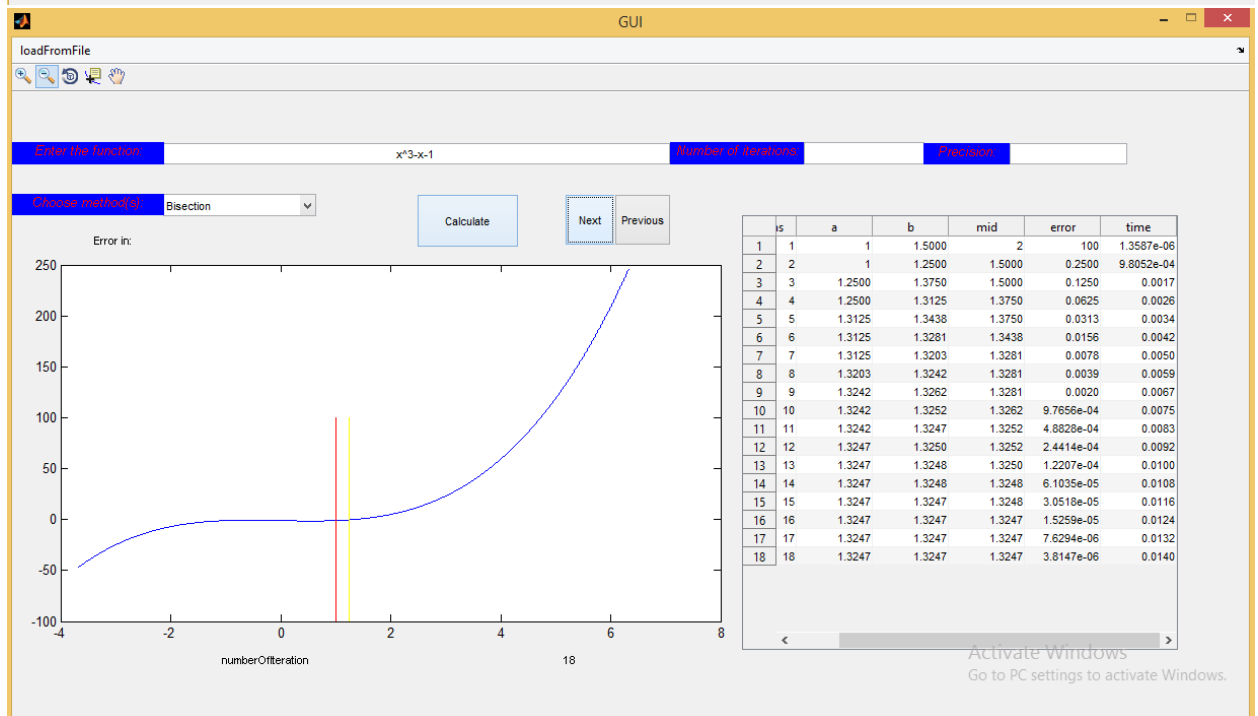 GUI
loadFromFile
Enter the function: x^3-x-1 Number of iterations: Precision:
Choose method(s): Bisection Calculate Next Previous
Error in:
250
200
150
100
50
0
-50
-100
-4 -2 0 2 4 6 8
numberOfIteration 18
ns a b mid error time
1 1 1 1.5000 2 100 1.3587e-06
2 2 1 1.2500 1.5000 0.2500 9.8052e-04
3 3 1.2500 1.3750 1.5000 0.1250 0.0017
4 4 1.2500 1.3125 1.3750 0.0625 0.0026
5 5 1.3125 1.3438 1.3750 0.0313 0.0034
6 6 1.3125 1.3281 1.3438 0.0156 0.0042
7 7 1.3125 1.3203 1.3281 0.0078 0.0050
8 8 1.3203 1.3242 1.3281 0.0039 0.0059
9 9 1.3242 1.3262 1.3281 0.0020 0.0067
10 10 1.3242 1.3252 1.3262 9.7656e-04 0.0075
11 11 1.3242 1.3247 1.3252 4.8828e-04 0.0083
12 12 1.3247 1.3250 1.3252 2.4414e-04 0.0092
13 13 1.3247 1.3248 1.3250 1.2207e-04 0.0100
14 14 1.3247 1.3248 1.3248 6.1035e-05 0.0108
15 15 1.3247 1.3247 1.3248 3.0518e-05 0.0116
16 16 1.3247 1.3247 1.3247 1.5259e-05 0.0124
17 17 1.3247 1.3247 1.3247 7.6294e-06 0.0132
18 18 1.3247 1.3247 1.3247 3.8147e-06 0.0140
Activate Windows
Go to PC settings to activate Windows.